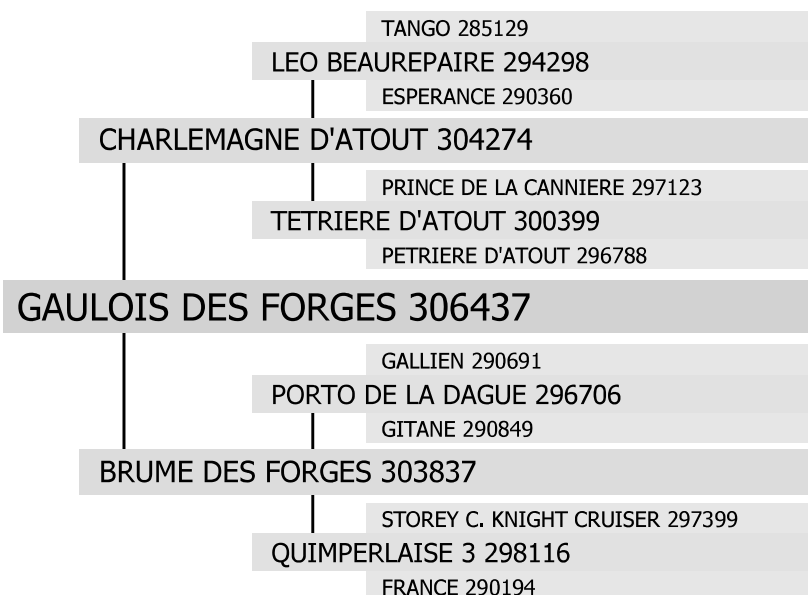 TANGO 285129
LEO BEAUREPAIRE 294298
ESPERANCE 290360
CHARLEMAGNE D'ATOUT 304274
PRINCE DE LA CANNIERE 297123
TETRIERE D'ATOUT 300399
PETRIERE D'ATOUT 296788
GAULOIS DES FORGES 306437
GALLIEN 290691
PORTO DE LA DAGUE 296706
GITANE 290849
BRUME DES FORGES 303837
STOREY C. KNIGHT CRUISER 297399
QUIMPERLAISE 3 298116
FRANCE 290194